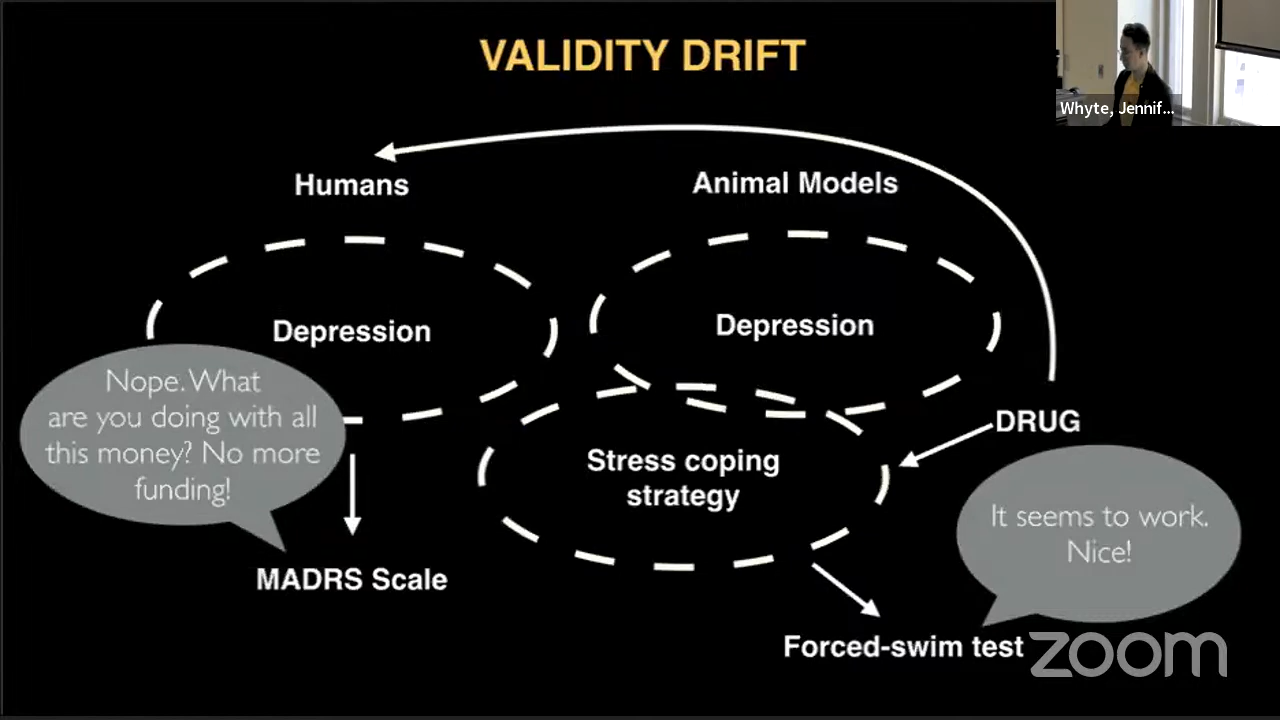 VALIDITY DRIFT
Whyte, Jennif...
Humans
Animal Models
Depression
Depression
Nope. What
are you doing with all
this money? No more
funding!
DRUG
Stress coping
strategy
It seems to work.
Nice!
MADRS Scale
Forced-swim test
zoom